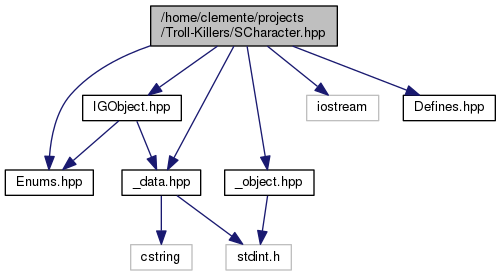 /home/clemente/projects
/Troll-Killers/SCharacter.hpp
IGObject.hpp
iostream
Defines.hpp
Enums.hpp
_data.hpp
_object.hpp
cstring
stdint.h